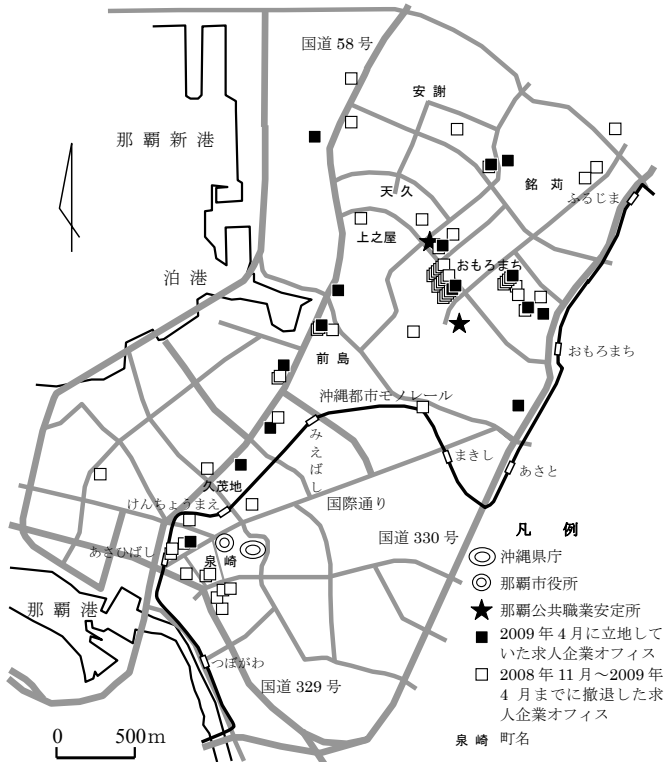 国道 58 号
安 謝
那 覇 新 港
銘 苅
天 久
ふるじま
上之屋
おもろまち
泊 港
おもろまち
前 島
沖縄都市モノレール
みえばし
まきし
あさと
久茂地
けんちょうまえ
国際通り
国道 330 号
凡 例
あさひばし
泉 崎
沖縄県庁
那覇市役所
那 覇 港
那覇公共職業安定所
2009 年 4 月に立地し
ていた求人企業オフィス
つぼがわ
2008 年 11 月～2009 年
4 月までに撤退した求
人企業オフィス
国道 329 号
泉 崎 町名
0 500m